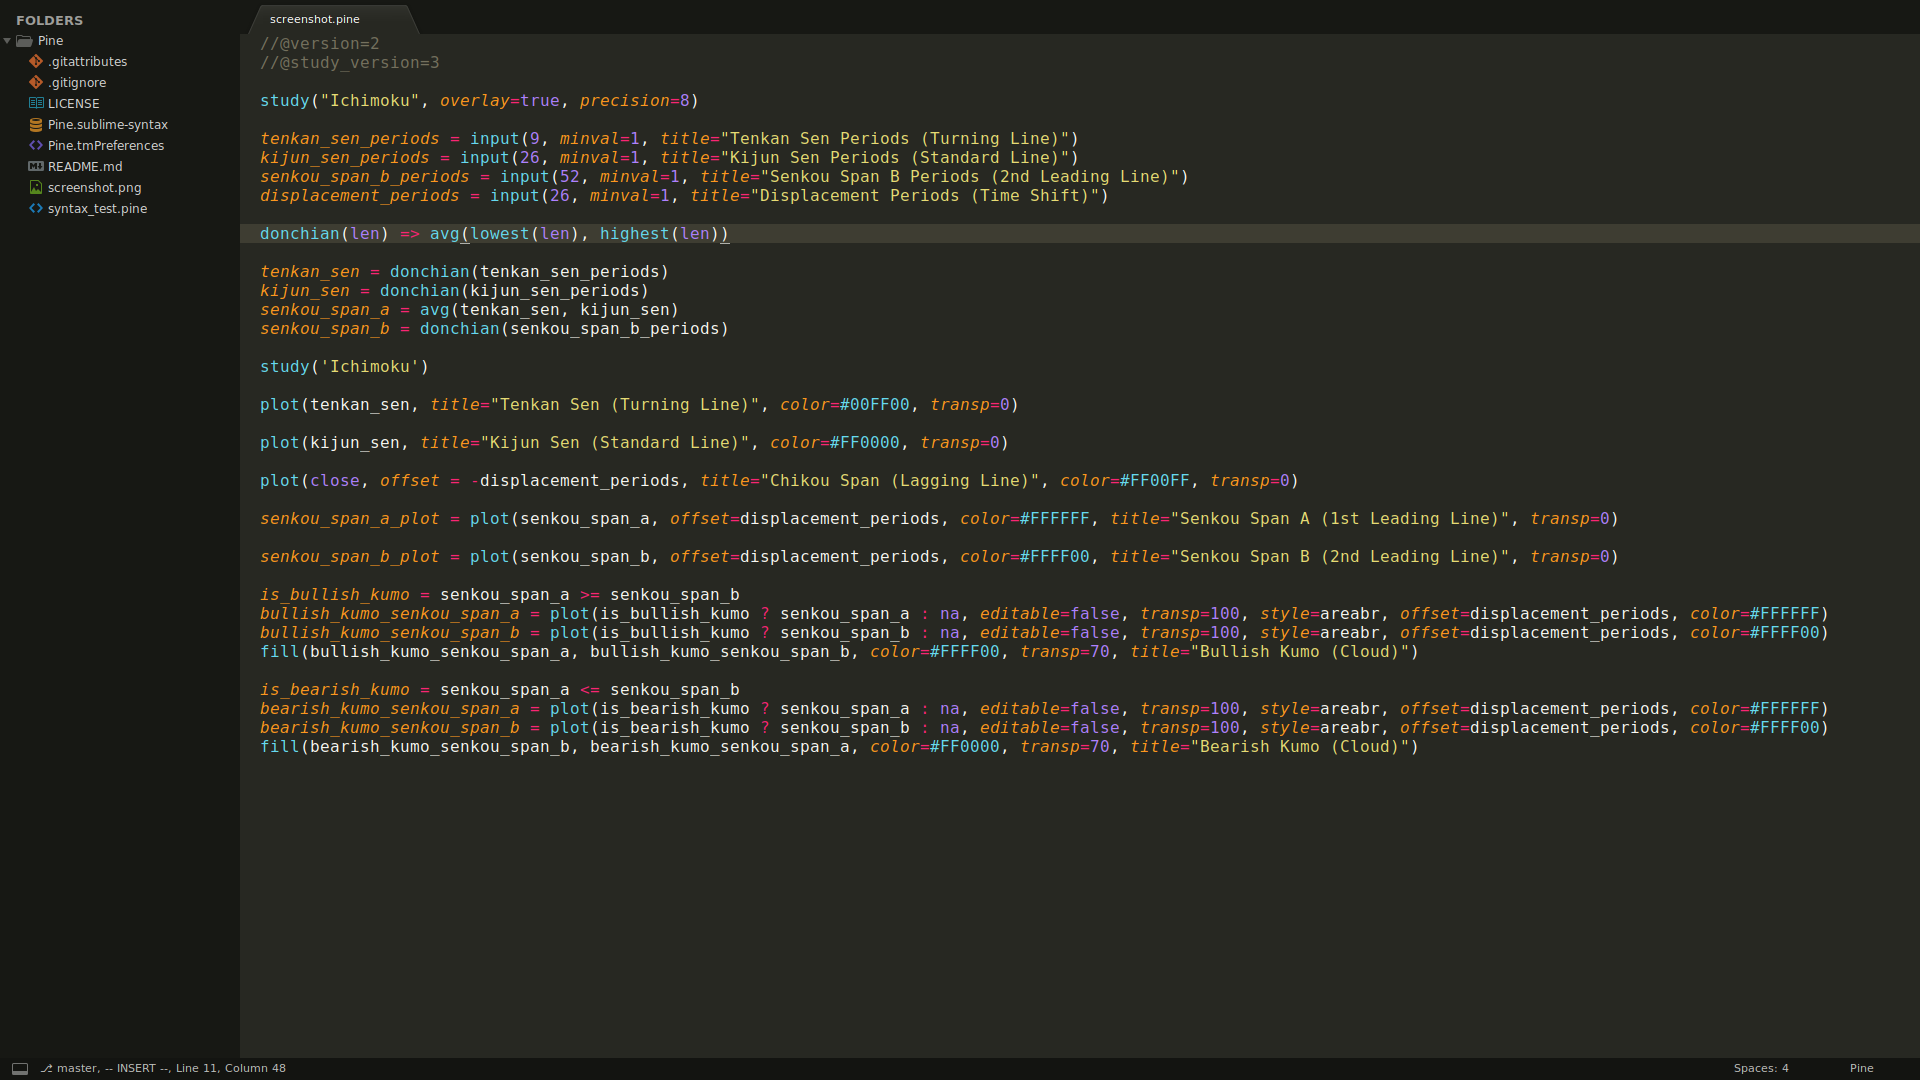 FOLDERS
Pine
.gitattributes
.gitignore
LICENSE
Pine.sublime-syntax
Pine.tmPreferences
README.md
screenshot.png
syntax_test.pine
screenshot.pine
//@version=2
//@study_version=3
study("Ichimoku", overlay=true, precision=8)
tenkan_sen_periods = input(9, minval=1, title="Tenkan Sen Periods (Turning Line)")
kijun_sen_periods = input(26, minval=1, title="Kijun Sen Periods (Standard Line)")
senkou_span_b_periods = input(52, minval=1, title="Senkou Span B Periods (2nd Leading Line)")
displacement_periods = input(26, minval=1, title="Displacement Periods (Time Shift)")
donchian(len) => avg(lowest(len), highest(len))
tenkan_sen = donchian(tenkan_sen_periods)
kijun_sen = donchian(kijun_sen_periods)
senkou_span_a = avg(tenkan_sen, kijun_sen)
senkou_span_b = donchian(senkou_span_b_periods)
study('Ichimoku')
plot(tenkan_sen, title="Tenkan Sen (Turning Line)", color=#00FF00, transp=0)
plot(kijun_sen, title="Kijun Sen (Standard Line)", color=#FF0000, transp=0)
plot(close, offset = -displacement_periods, title="Chikou Span (Lagging Line)", color=#FF00FF, transp=0)
senkou_span_a_plot = plot(senkou_span_a, offset=displacement_periods, color=#FFFFFF, title="Senkou Span A (1st Leading Line)", transp=0)
senkou_span_b_plot = plot(senkou_span_b, offset=displacement_periods, color=#FFFF00, title="Senkou Span B (2nd Leading Line)", transp=0)
is_bullish_kumo = senkou_span_a >= senkou_span_b
bullish_kumo_senkou_span_a = plot(is_bullish_kumo ? senkou_span_a : na, editable=false, transp=100, style=areabr, offset=displacement_periods, color=#FFFFFF)
bullish_kumo_senkou_span_b = plot(is_bullish_kumo ? senkou_span_b : na, editable=false, transp=100, style=areabr, offset=displacement_periods, color=#FFFF00)
fill(bullish_kumo_senkou_span_a, bullish_kumo_senkou_span_b, color=#FFFF00, transp=70, title="Bullish Kumo (Cloud)")
is_bearish_kumo = senkou_span_a <= senkou_span_b
bearish_kumo_senkou_span_a = plot(is_bearish_kumo ? senkou_span_a : na, editable=false, transp=100, style=areabr, offset=displacement_periods, color=#FFFFFF)
bearish_kumo_senkou_span_b = plot(is_bearish_kumo ? senkou_span_b : na, editable=false, transp=100, style=areabr, offset=displacement_periods, color=#FFFF00)
fill(bearish_kumo_senkou_span_b, bearish_kumo_senkou_span_a, color=#FF0000, transp=70, title="Bearish Kumo (Cloud)")
master, -- INSERT --, Line 11, Column 48
Spaces: 4
Pine